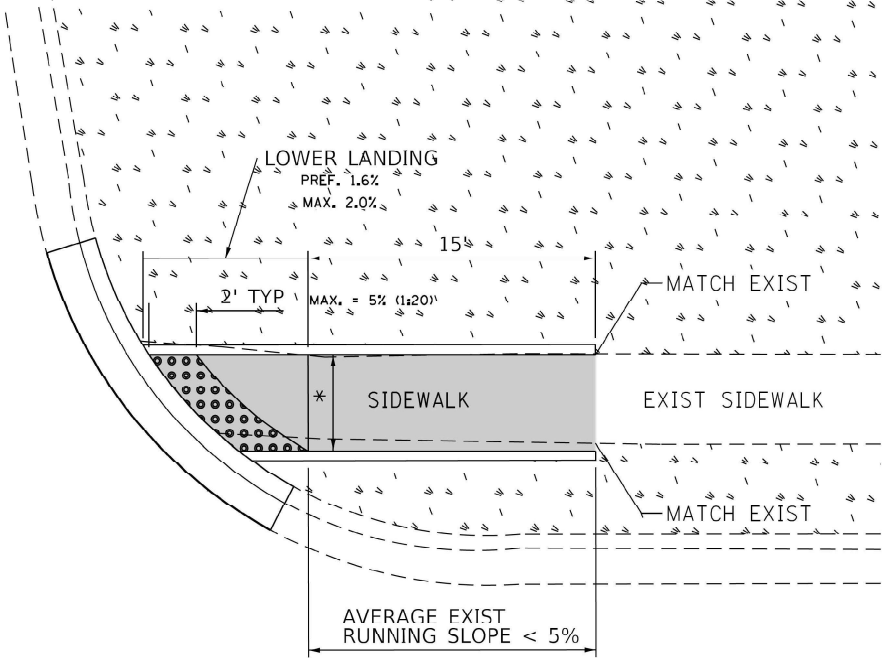 LOWER LANDING
PREF. 1.6%
MAX. 2.0%
15'
2' TYP
MAX. = 5% (1:20)
MATCH EXIST
*
SIDEWALK
EXIST SIDEWALK
MATCH EXIST
AVERAGE EXIST
RUNNING SLOPE < 5%